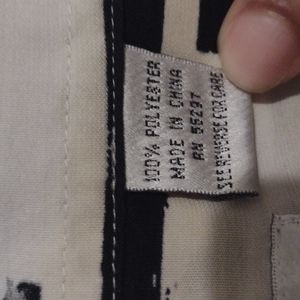 100% POLYESTER
MADE IN CHINA
RN 55297
SEE REVERSE FOR CARE